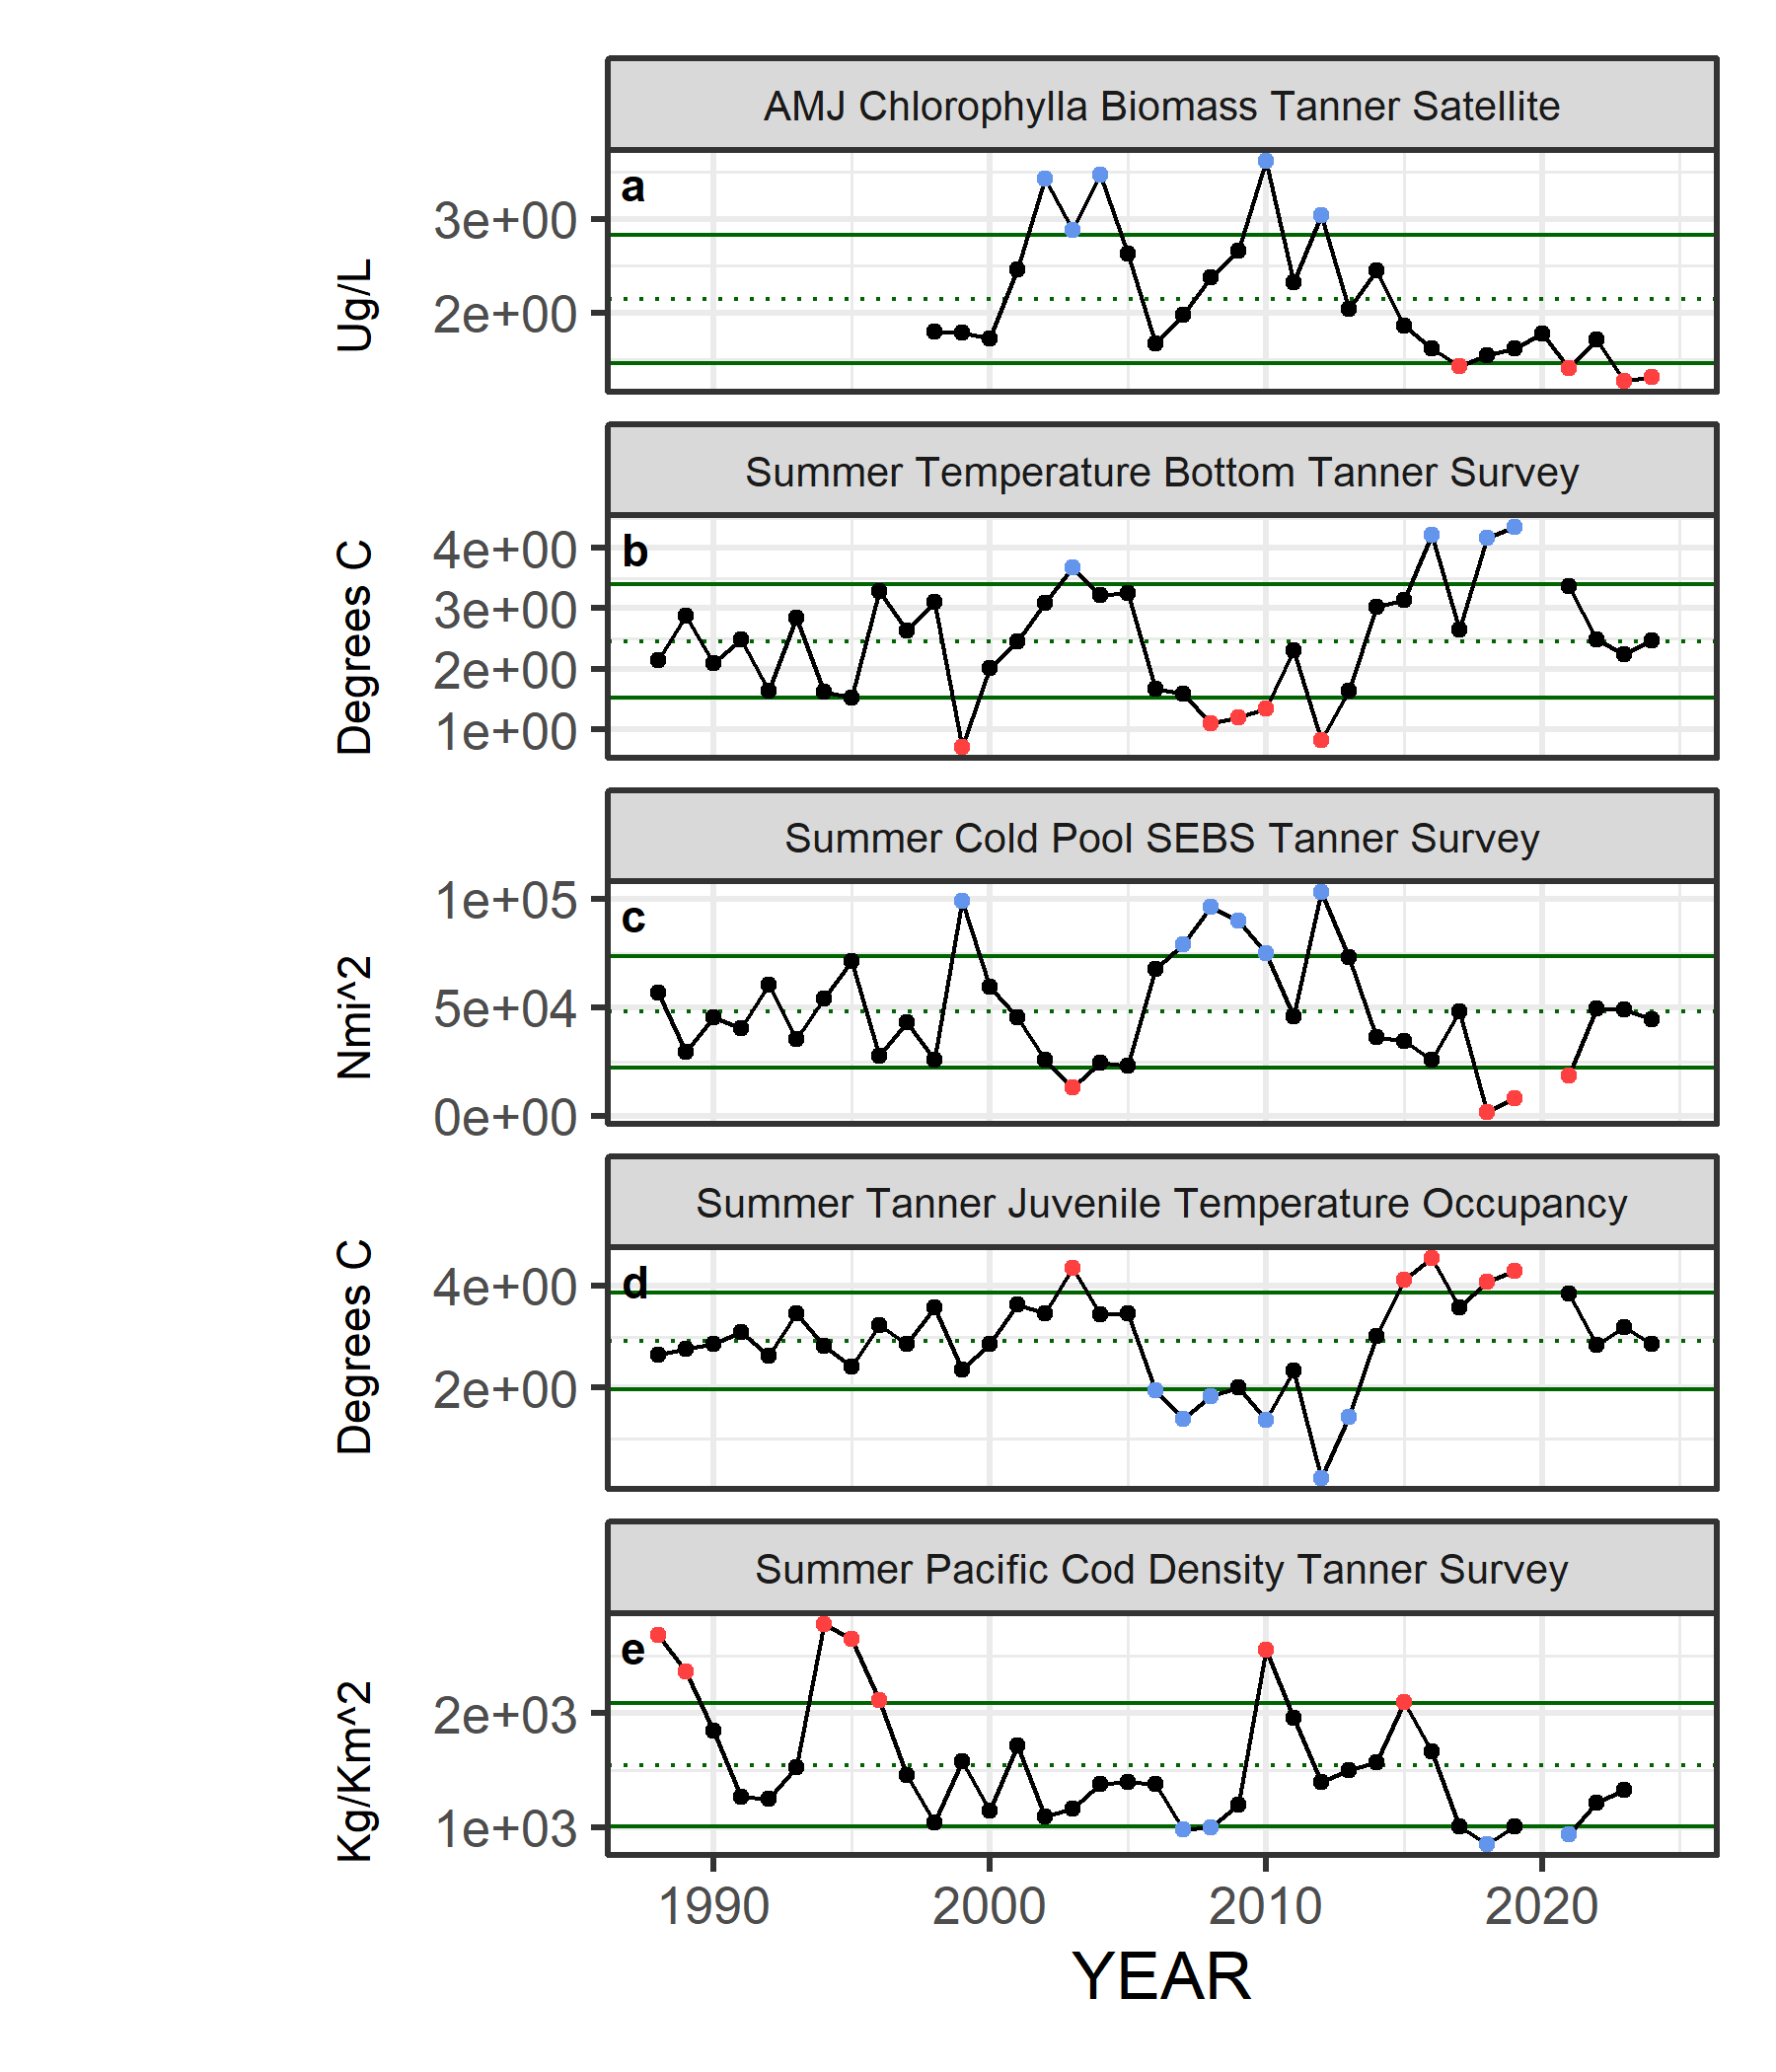 AMJ Chlorophylla Biomass Tanner Satellite
a
3e+00
2e+00
Ug/L
Summer Temperature Bottom Tanner Survey
b
4e+00
3e+00
2e+00
1e+00
Degrees C
Summer Cold Pool SEBS Tanner Survey
c
1e+05
5e+04
0e+00
Nmi^2
Summer Tanner Juvenile Temperature Occupancy
d
4e+00
2e+00
Degrees C
Summer Pacific Cod Density Tanner Survey
e
2e+03
1e+03
Kg/Km^2
1990 2000 2010 2020
YEAR